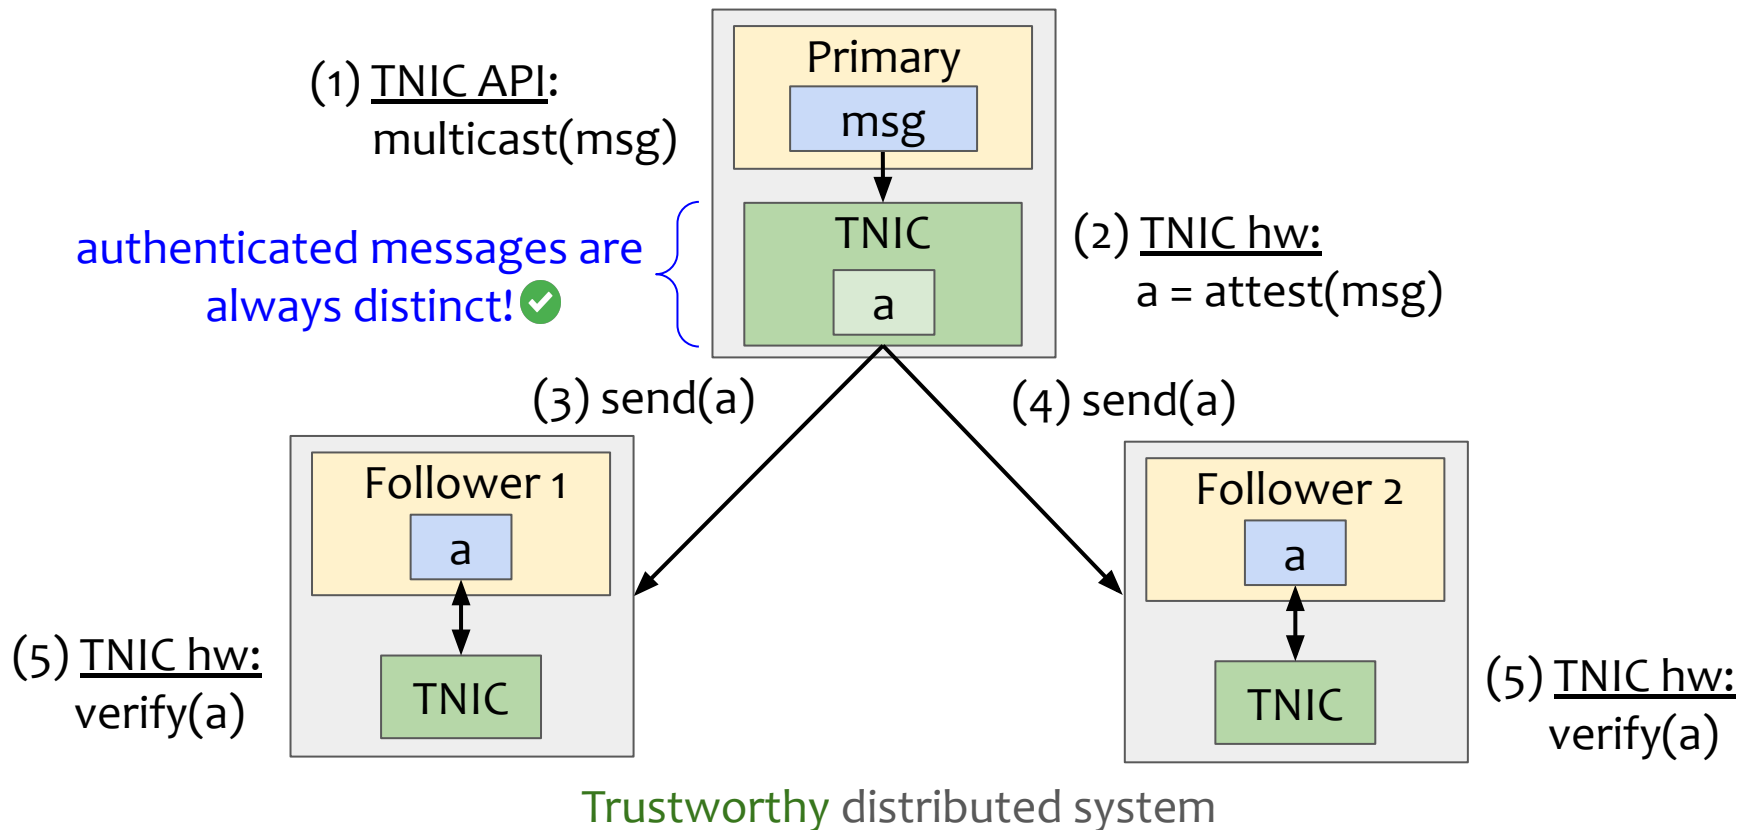 Primary
(1) TNIC API:
multicast(msg)
msg
authenticated messages are
always distinct!
TNIC
a
(2) TNIC hw:
a = attest(msg)
(3) send(a)
(4) send(a)
Follower 1
a
TNIC
(5) TNIC hw:
verify(a)
Follower 2
a
TNIC
(5) TNIC hw:
verify(a)
Trustworthy distributed system